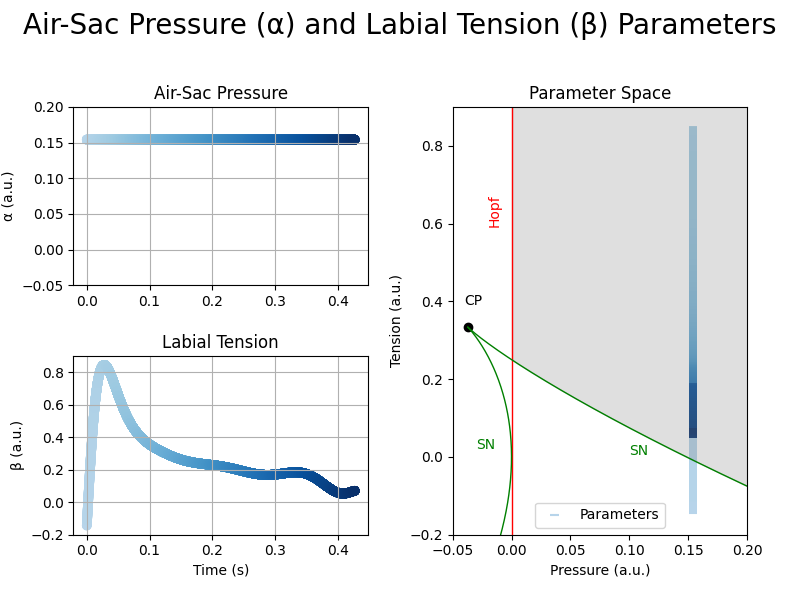 Air-Sac Pressure (α) and Labial Tension (β) Parameters
Air-Sac Pressure
α (a.u.)
0.20
0.15
0.10
0.05
0.00
−0.05
0.0 0.1 0.2 0.3 0.4
Labial Tension
β (a.u.)
0.8
0.6
0.4
0.2
0.0
−0.2
0.0 0.1 0.2 0.3 0.4
Time (s)
Parameter Space
Tension (a.u.)
0.8
0.6
0.4
0.2
0.0
−0.2
Hopf
CP
SN
SN
Parameters
−0.05 0.00 0.05 0.10 0.15 0.20
Pressure (a.u.)